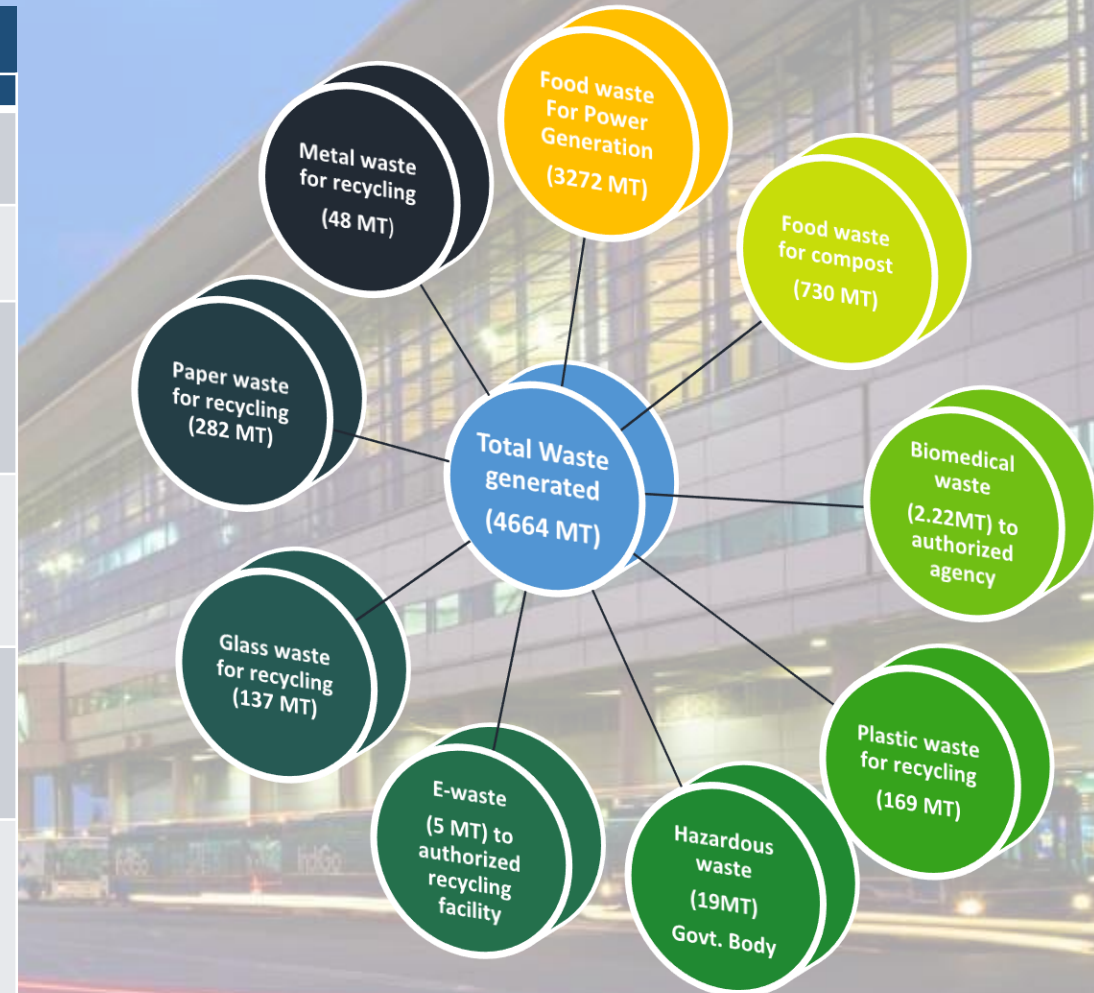 Food waste
For Power
Generation
(3272 MT)
Metal waste
for recycling
(48 MT)
Food waste
for compost
(730 MT)
Paper waste
for recycling
(282 MT)
Total Waste
generated
(4664 MT)
Biomedical
waste
(2.22MT) to
authorized
agency
Glass waste
for recycling
(137 MT)
Plastic waste
for recycling
(169 MT)
E-waste
(5 MT) to
authorized
recycling
facility
Hazardous
waste
(19MT)
Govt. Body
IndiGo